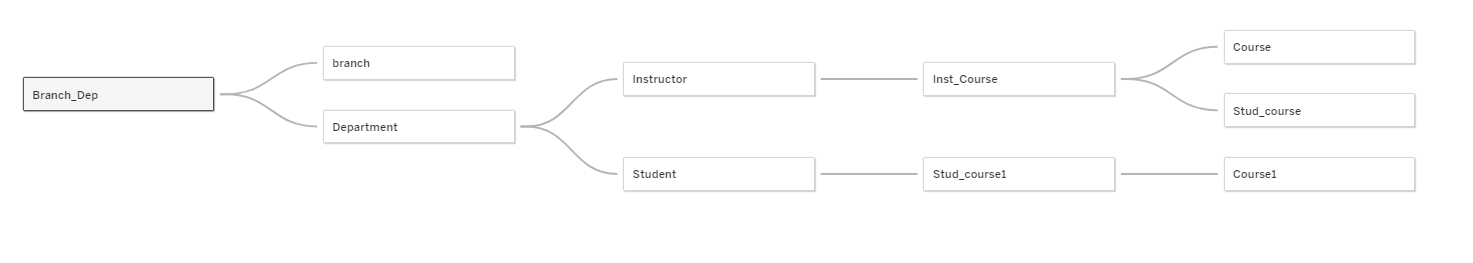 Branch_Dep
branch
Department
Instructor
Student
Inst_Course
Stud_course1
Course
Stud_course
Course1